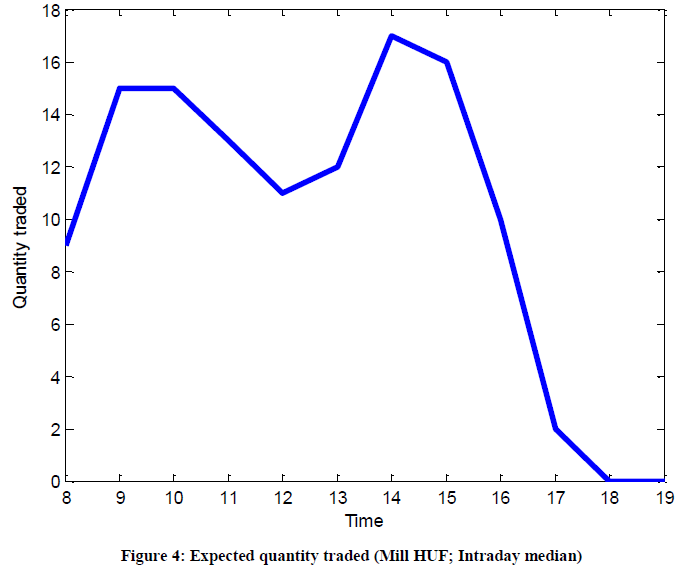 18
16
14
12
10
8
6
4
2
0
Quantity traded
8 9 10 11 12 13 14 15 16 17 18 19
Time
Figure 4: Expected quantity traded (Mill HUF; Intraday median)